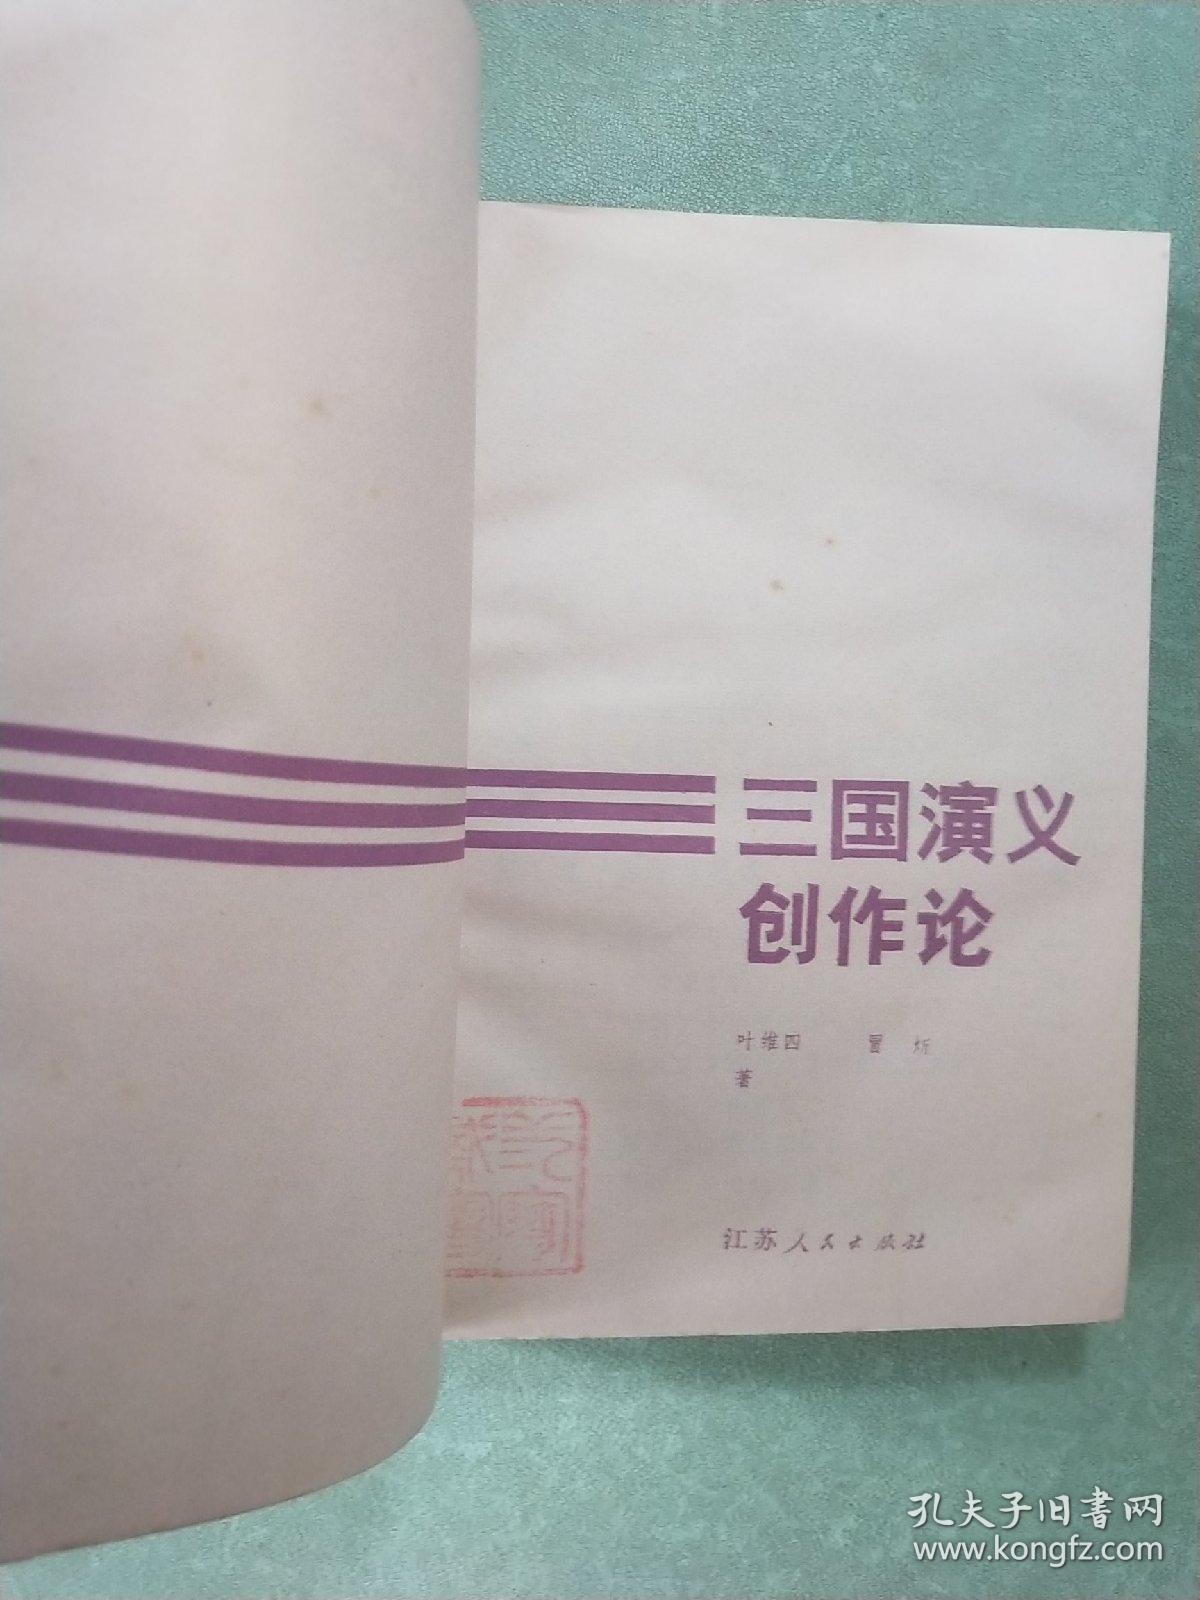 三国演义
创作论
叶维四 冒炘
著
江苏人民出版社
孔夫子旧书网
www.kongfz.com